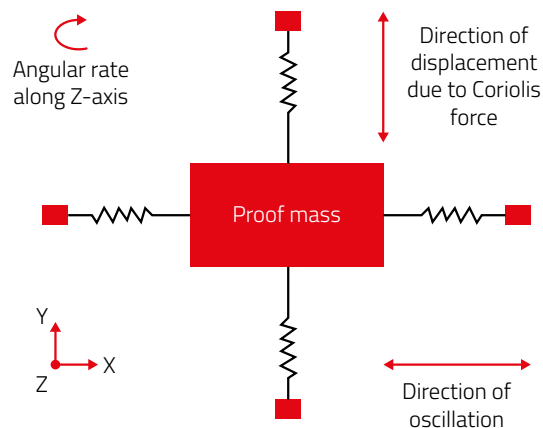 Angular rate
along Z-axis
Direction of
displacement
due to Coriolis
force
Proof mass
Y
X
Z
Direction of
oscillation